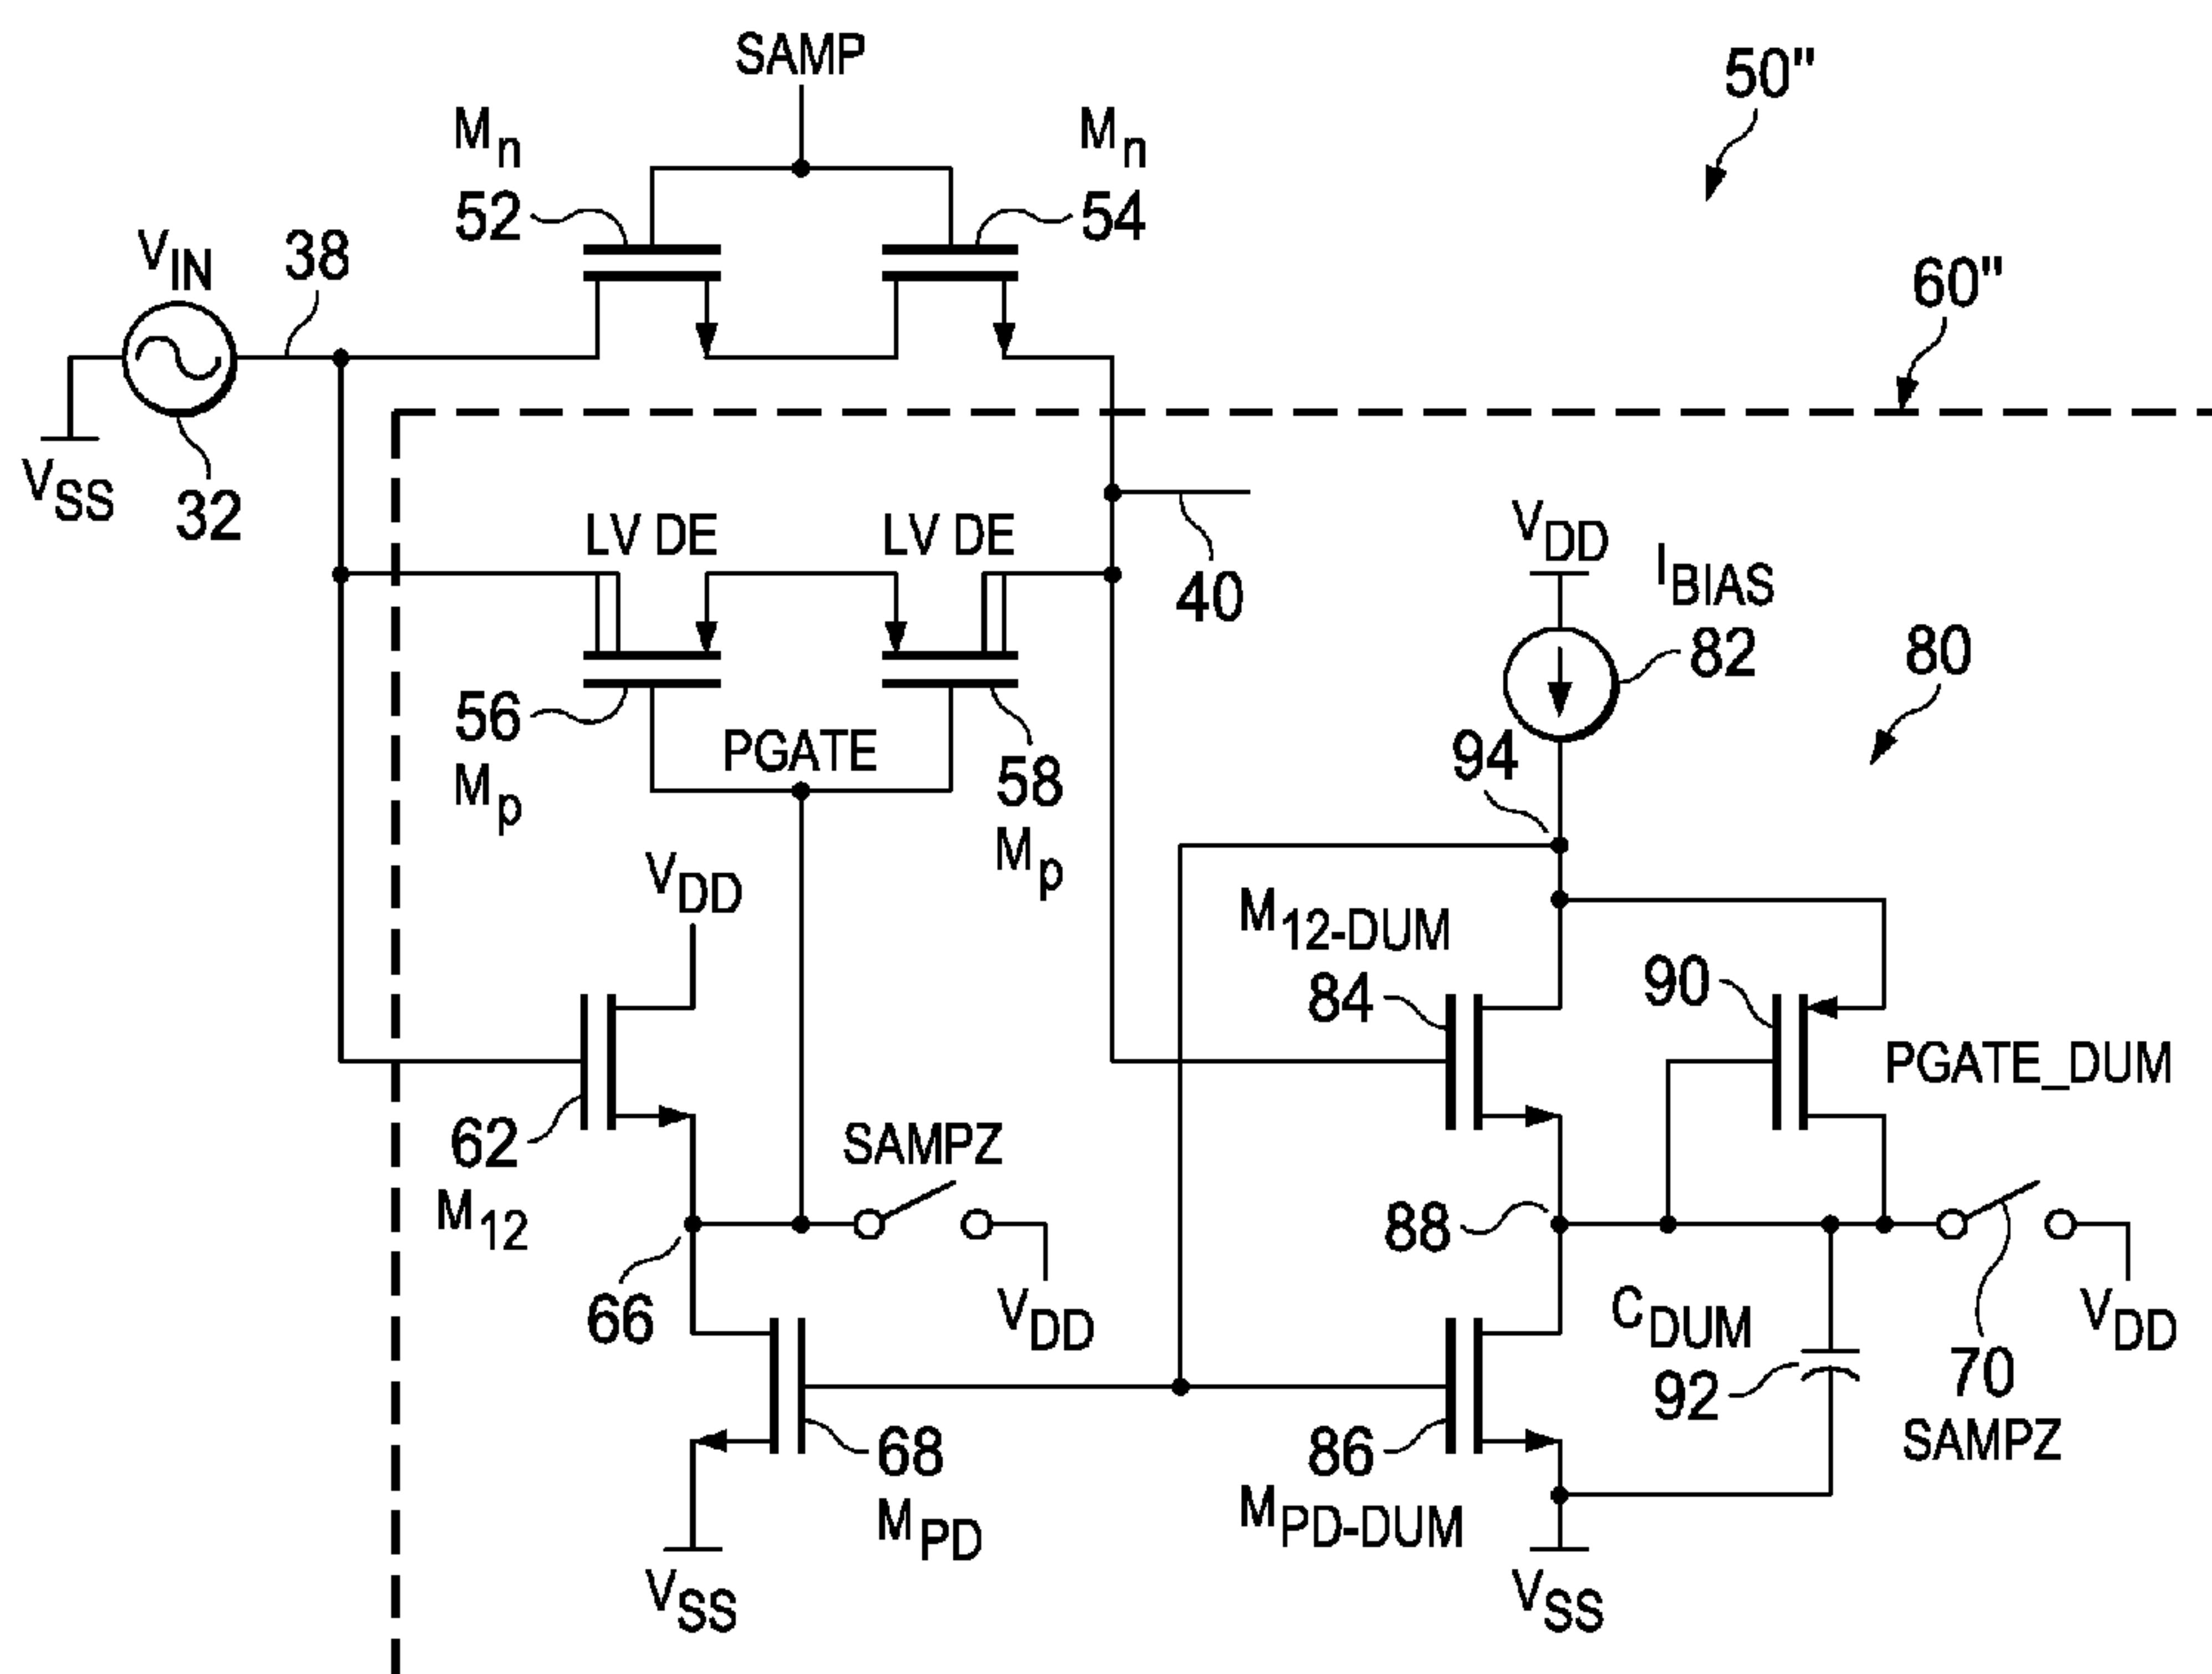 SAMP
50"
Mn
Mn
52
54
VIN
38
60"
VSS
32
LV DE
LV DE
40
VDD
IBIAS
82
80
56
Mp
PGATE
58
Mp
94
VDD
M12-DUM
84
90
PGATE_DUM
62
M12
SAMPZ
88
66
VDD
CDUM
92
70
SAMPZ
VDD
68
MPD
86
MPD-DUM
VSS
VSS